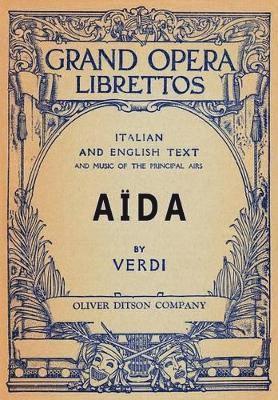 GRAND OPERA
LIBRETTOS
ITALIAN
AND ENGLISH TEXT
AND MUSIC OF THE PRINCIPAL AIRS
AÏDA
BY
VERDI
OLIVER DITSON COMPANY